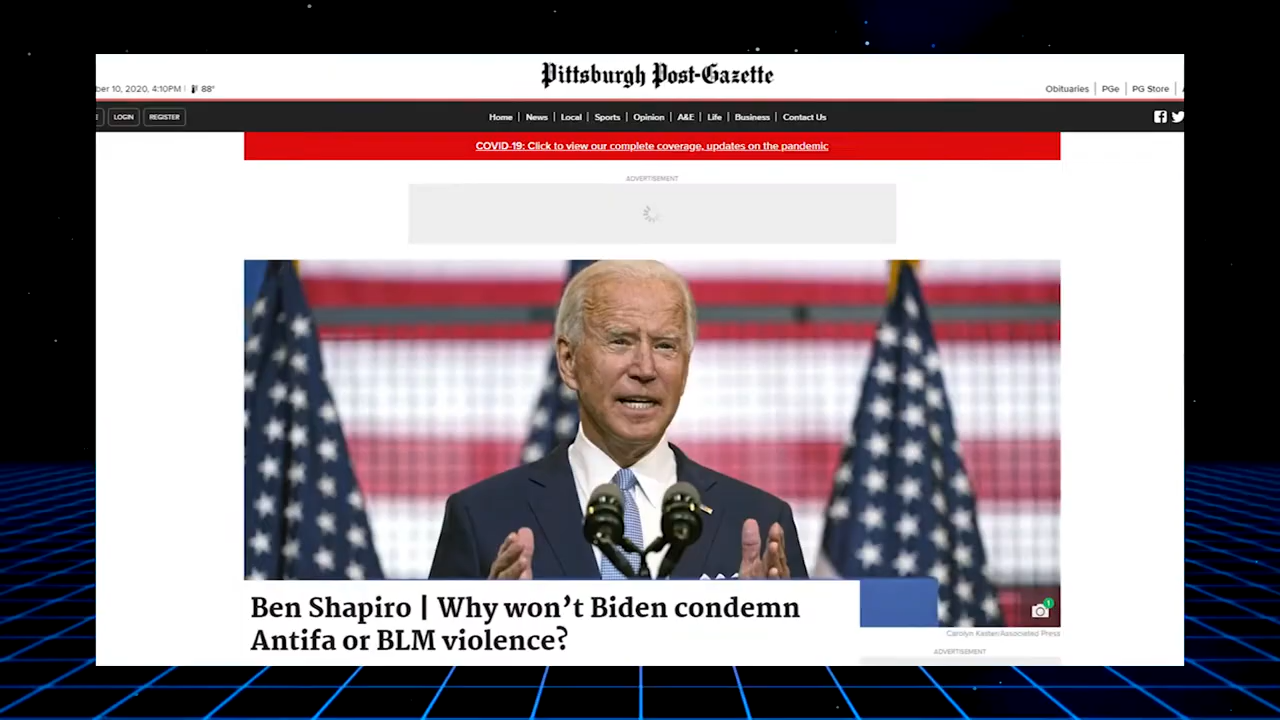 Pittsburgh Post-Gazette
ber 10, 2020, 4:10PM 88°
Obituaries PGe PG Store
LOGIN REGISTER
Home News Local Sports Opinion A&E Life Business Contact Us
COVID-19: Click to view our complete coverage, updates on the pandemic
ADVERTISEMENT
1
Ben Shapiro | Why won't Biden condemn
Antifa or BLM violence?
Carolyn Kaster/Associated Press
ADVERTISEMENT